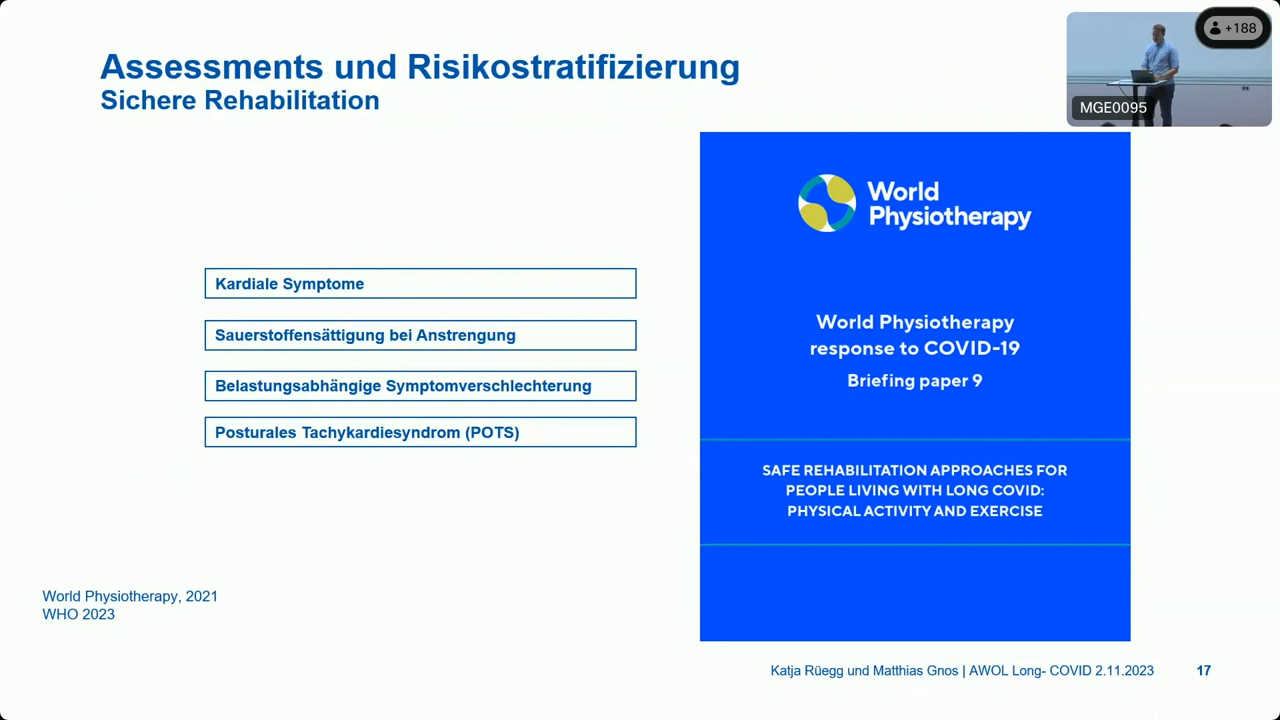 Assessments und Risikostratifizierung
Sichere Rehabilitation
+188
MGE0095
Kardiale Symptome
Sauerstoffensättigung bei Anstrengung
Belastungsabhängige Symptomverschlechterung
Posturales Tachykardiesyndrom (POTS)
World
Physiotherapy
World Physiotherapy
response to COVID-19
Briefing paper 9
SAFE REHABILITATION APPROACHES FOR
PEOPLE LIVING WITH LONG COVID:
PHYSICAL ACTIVITY AND EXERCISE
World Physiotherapy, 2021
WHO 2023
Katja Rüegg und Matthias Gnos | AWOL Long- COVID 2.11.2023
17